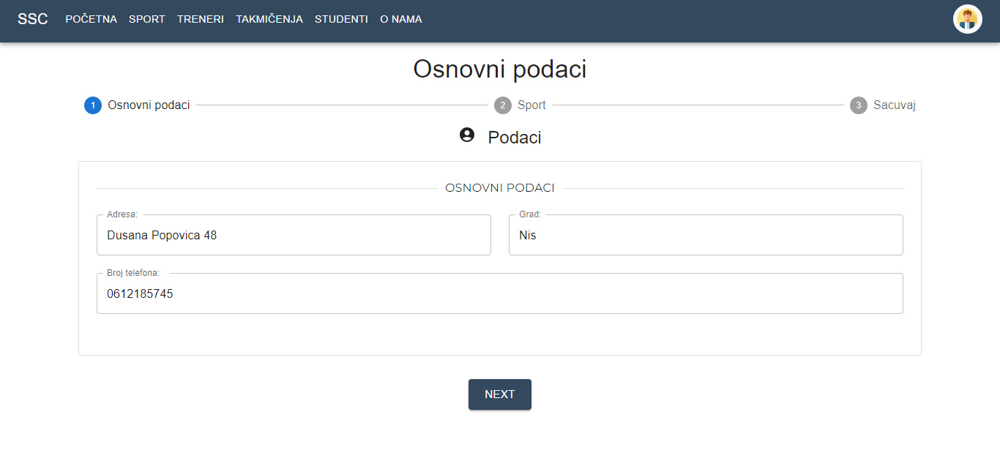 SSC POČETNA SPORT TRENERI TAKMIČENJA STUDENTI O NAMA
Osnovni podaci
1 Osnovni podaci 2 Sport 3 Sacuvaj
Podaci
OSNOVNI PODACI
Adresa: Grad:
Dusana Popovica 48 Nis
Broj telefona:
0612185745
NEXT